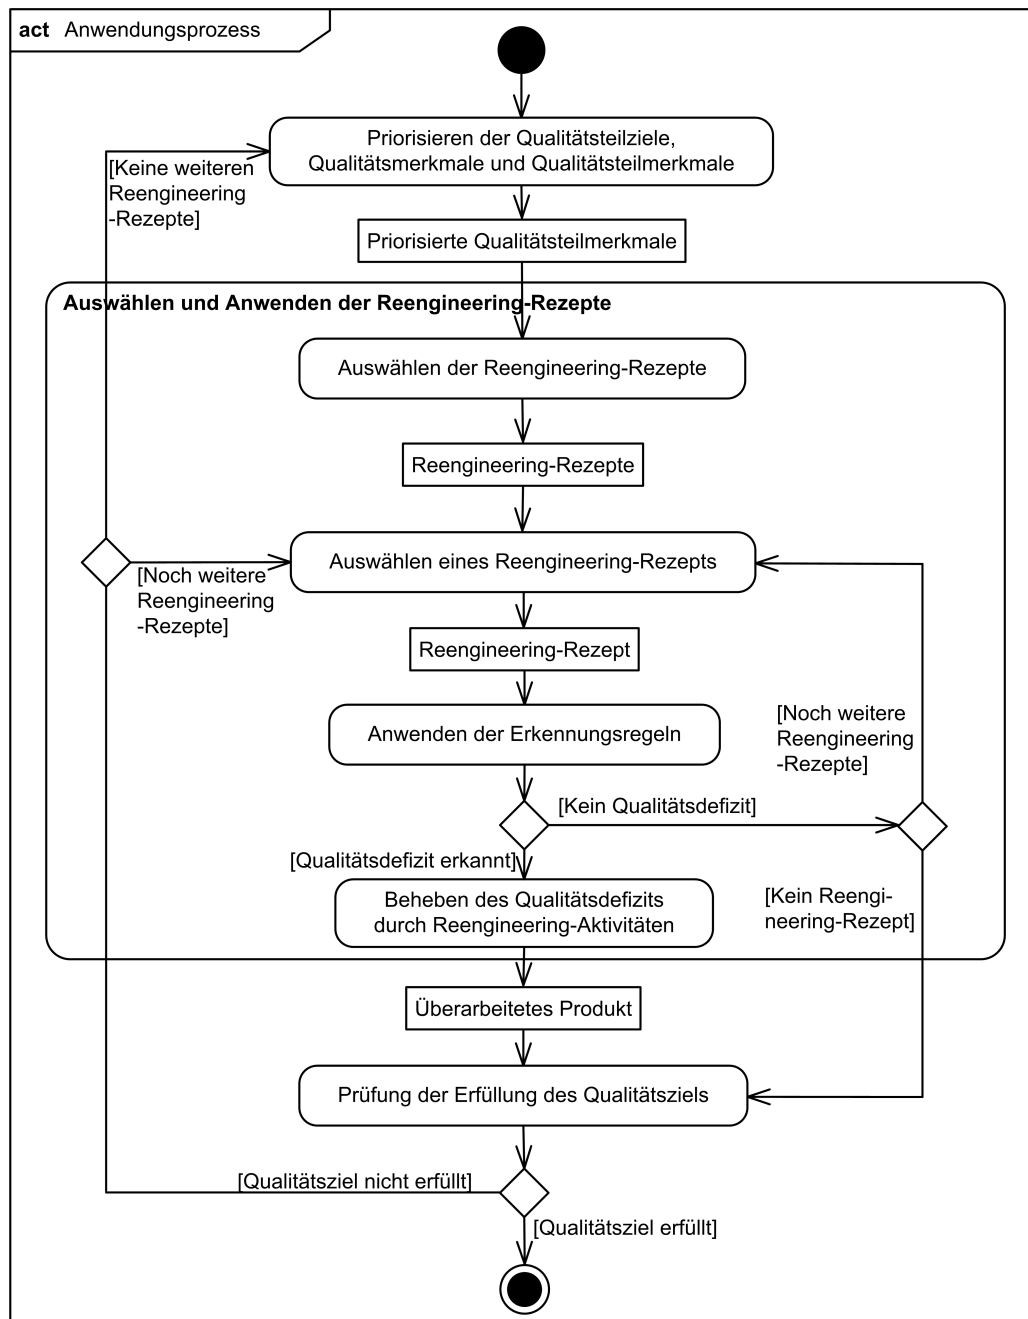 act Anwendungsprozess
Priorisieren der Qualitätsteilziele,
Qualitätsmerkmale und Qualitätsteilmerkmale
[Keine weiteren
Reengineering
-Rezepte]
Priorisierte Qualitätsteilmerkmale
Auswählen und Anwenden der Reengineering-Rezepte
Auswählen der Reengineering-Rezepte
Reengineering-Rezepte
Auswählen eines Reengineering-Rezepts
[Noch weitere
Reengineering
-Rezepte]
Reengineering-Rezept
Anwenden der Erkennungsregeln
[Noch weitere
Reengineering
-Rezepte]
[Kein Qualitätsdefizit]
[Qualitätsdefizit erkannt]
Beheben des Qualitätsdefizits
durch Reengineering-Aktivitäten
[Kein Reengi-
neering-Rezept]
Überarbeitetes Produkt
Prüfung der Erfüllung des Qualitätsziels
[Qualitätsziel nicht erfüllt]
[Qualitätsziel erfüllt]